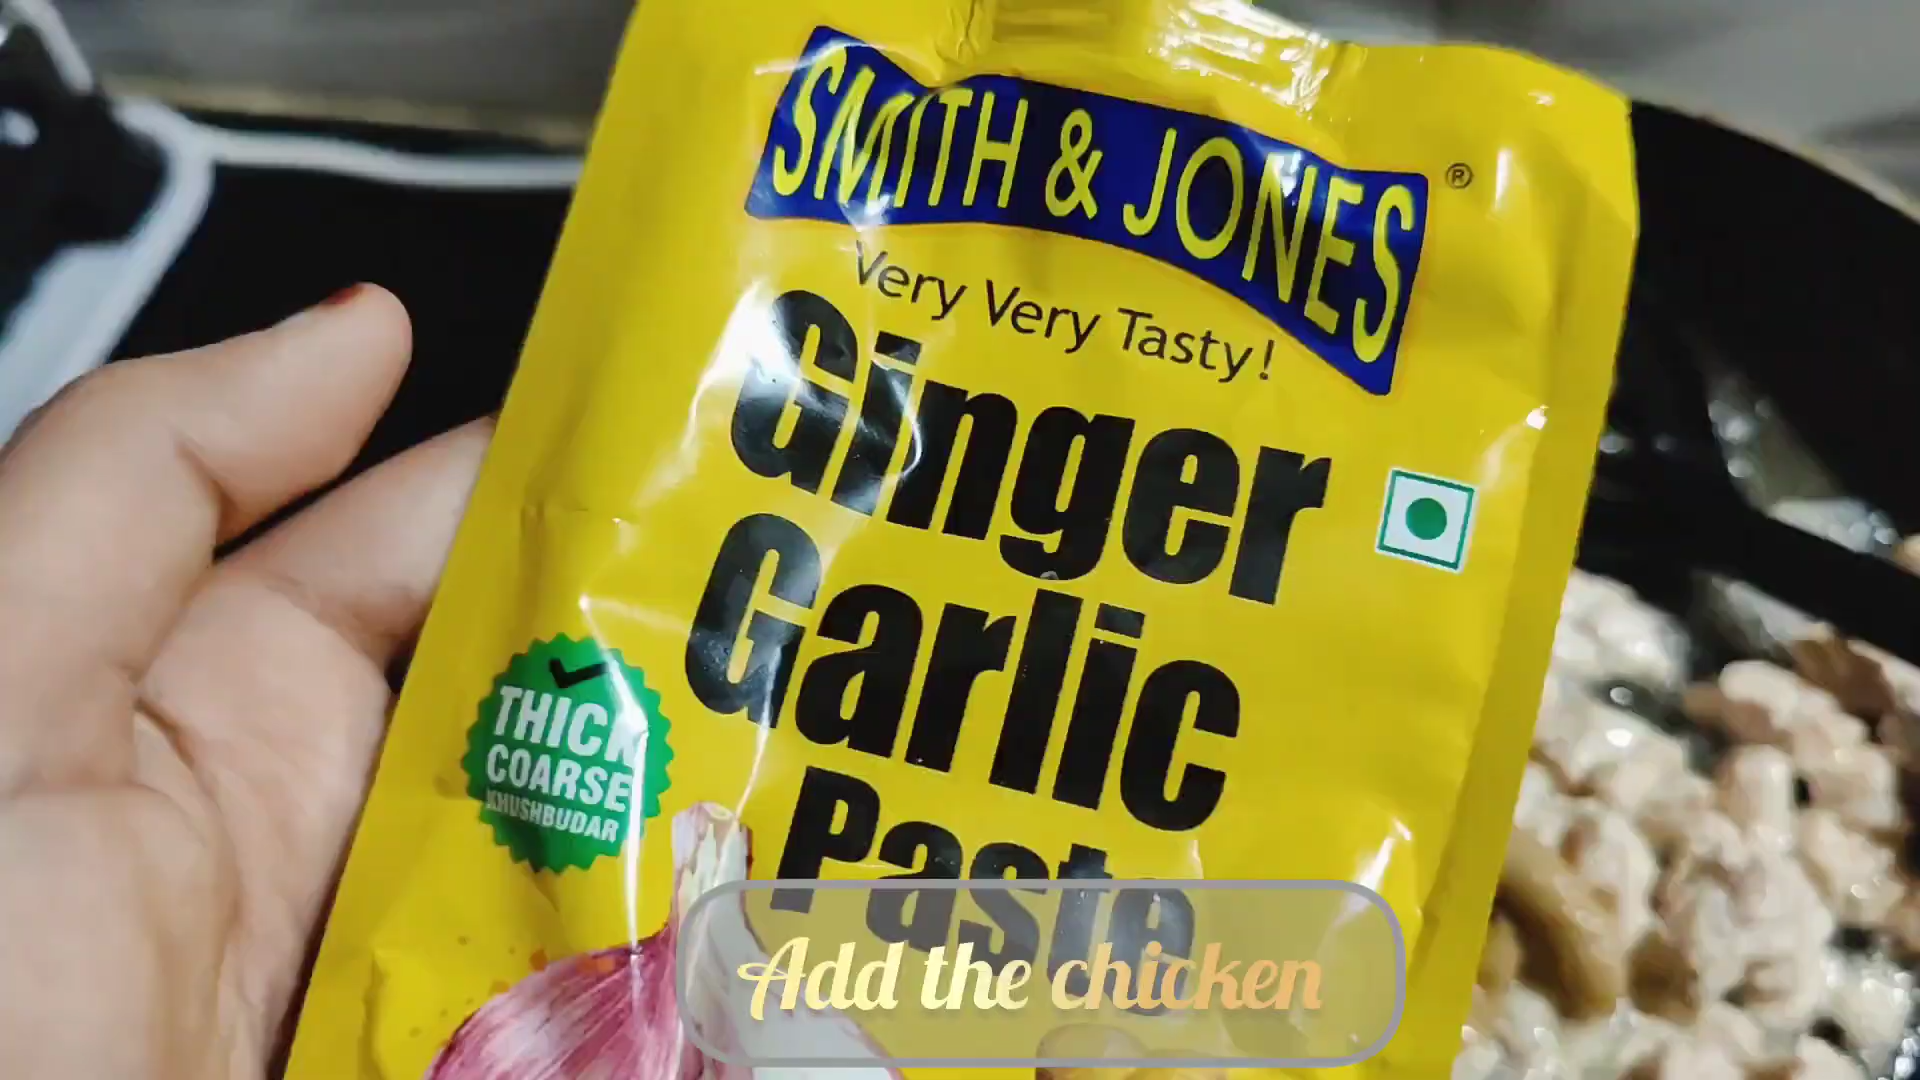 SMITH & JONES
®
Very Very Tasty!
Ginger
Garlic
Paste
THICK
COARSE
KHUSHBUDAR
Add the chicken